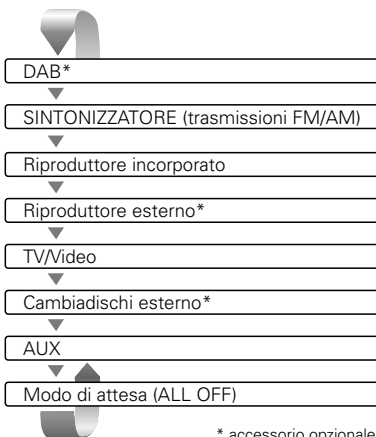 DAB*
SINTONIZZATORE (trasmissioni FM/AM)
Riproduttore incorporato
Riproduttore esterno*
TV/Video
Cambiadischi esterno*
AUX
Modo di attesa (ALL OFF)
* accessorio opzionale